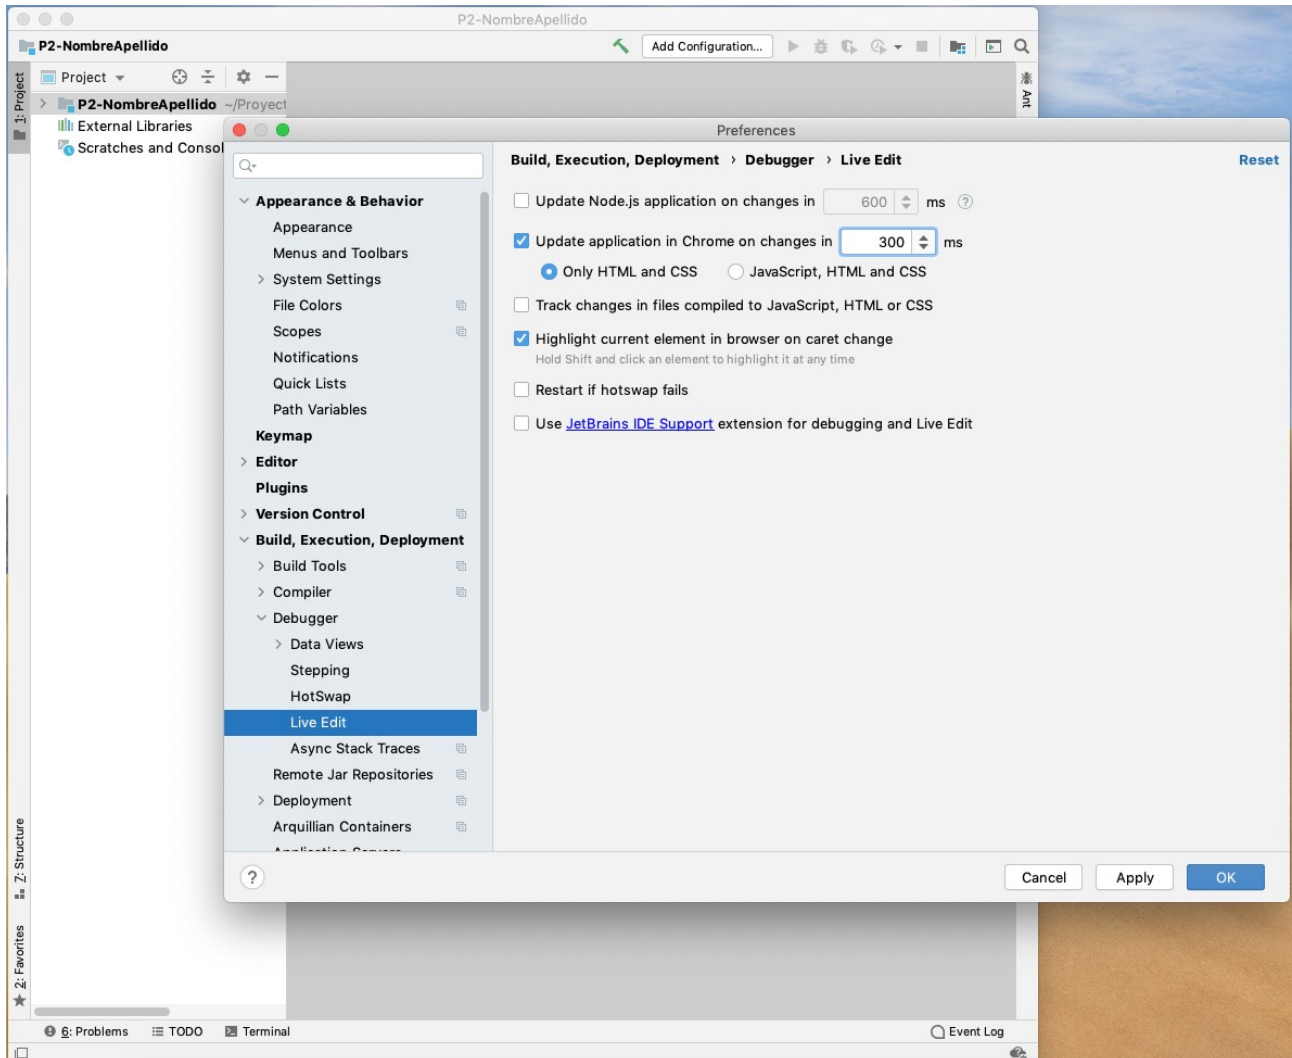 P2-NombreApellido
P2-NombreApellido
Add Configuration...
1: Project
Project
P2-NombreApellido ~/Proyect
External Libraries
Scratches and Consol
Ant
Preferences
Build, Execution, Deployment › Debugger › Live Edit
Reset
Appearance & Behavior
Appearance
Menus and Toolbars
System Settings
File Colors
Scopes
Notifications
Quick Lists
Path Variables
Keymap
Editor
Plugins
Version Control
Build, Execution, Deployment
Build Tools
Compiler
Debugger
Data Views
Stepping
HotSwap
Live Edit
Async Stack Traces
Remote Jar Repositories
Deployment
Arquillian Containers
Application Servers
Update Node.js application on changes in 600 ms ?
Update application in Chrome on changes in 300 ms
Only HTML and CSS JavaScript, HTML and CSS
Track changes in files compiled to JavaScript, HTML or CSS
Highlight current element in browser on caret change
Hold Shift and click an element to highlight it at any time
Restart if hotswap fails
Use JetBrains IDE Support extension for debugging and Live Edit
? Cancel Apply OK
Z: Structure
2: Favorites
6: Problems TODO Terminal Event Log